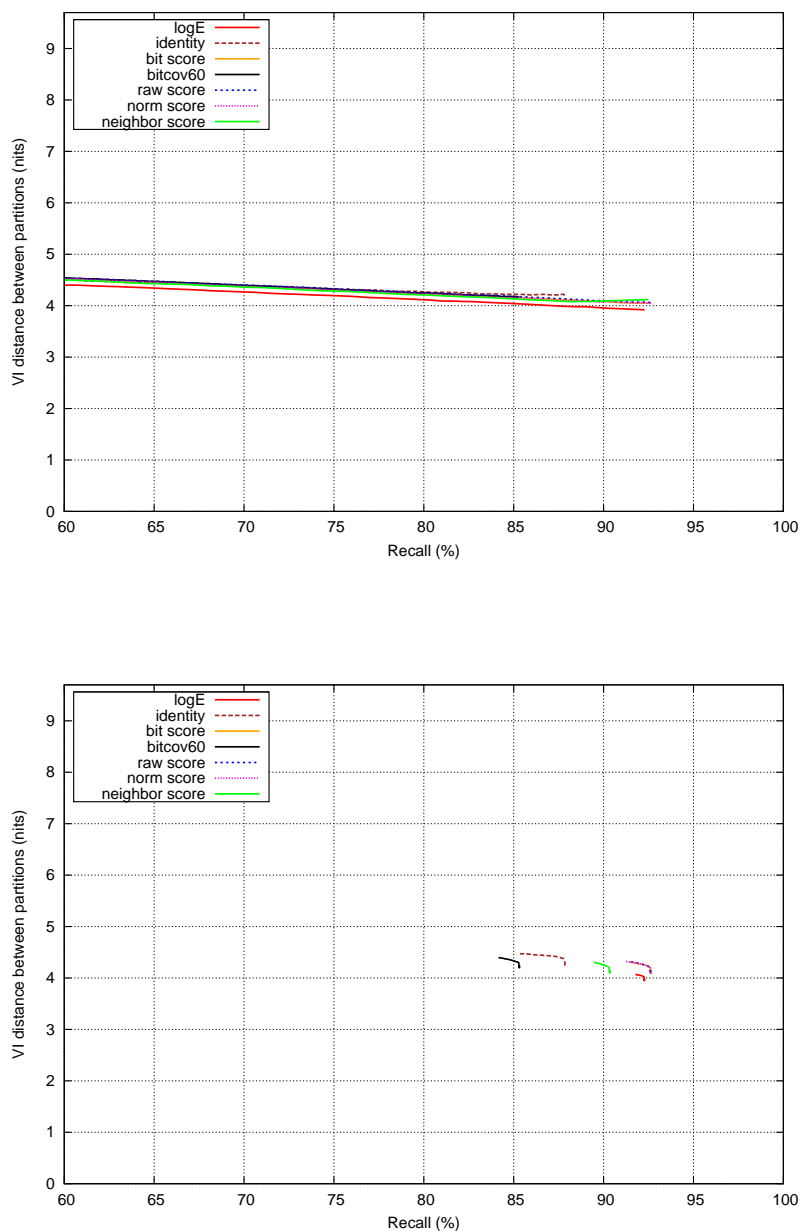 logE
identity
bit score
bitcov60
raw score
norm score
neighbor score
9
8
7
6
5
4
3
2
1
0
VI distance between partitions (nits)
60 65 70 75 80 85 90 95 100
Recall (%)
logE
identity
bit score
bitcov60
raw score
norm score
neighbor score
9
8
7
6
5
4
3
2
1
0
VI distance between partitions (nits)
60 65 70 75 80 85 90 95 100
Recall (%)